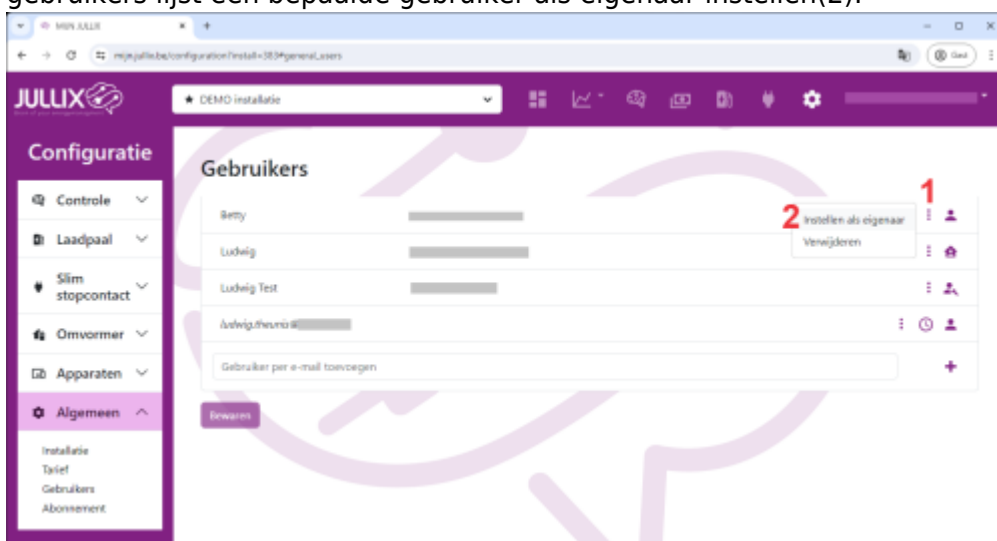 gebruikers lijst een bepaalde gebruiker als eigenaar instellen(2).
MIJN JULLIX
mijn.jullix.be/configuration?install=383#general_users
Gast
JULLIX
DEMO installatie
Configuratie
Gebruikers
1
Controle
Betty
2
Instellen als eigenaar
Verwijderen
Laadpaal
Ludwig
Slim
stopcontact
Ludwig Test
Omvormer
ludwig.theunis@
Apparaten
Gebruiker per e-mail toevoegen
Algemeen
Bewaren
Installatie
Tarief
Gebruikers
Abonnement